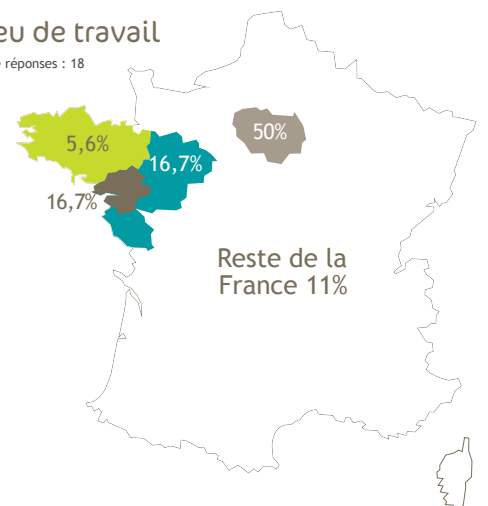 eu de travail
réponses : 18
5,6%
50%
16,7%
16,7%
Reste de la
France 11%